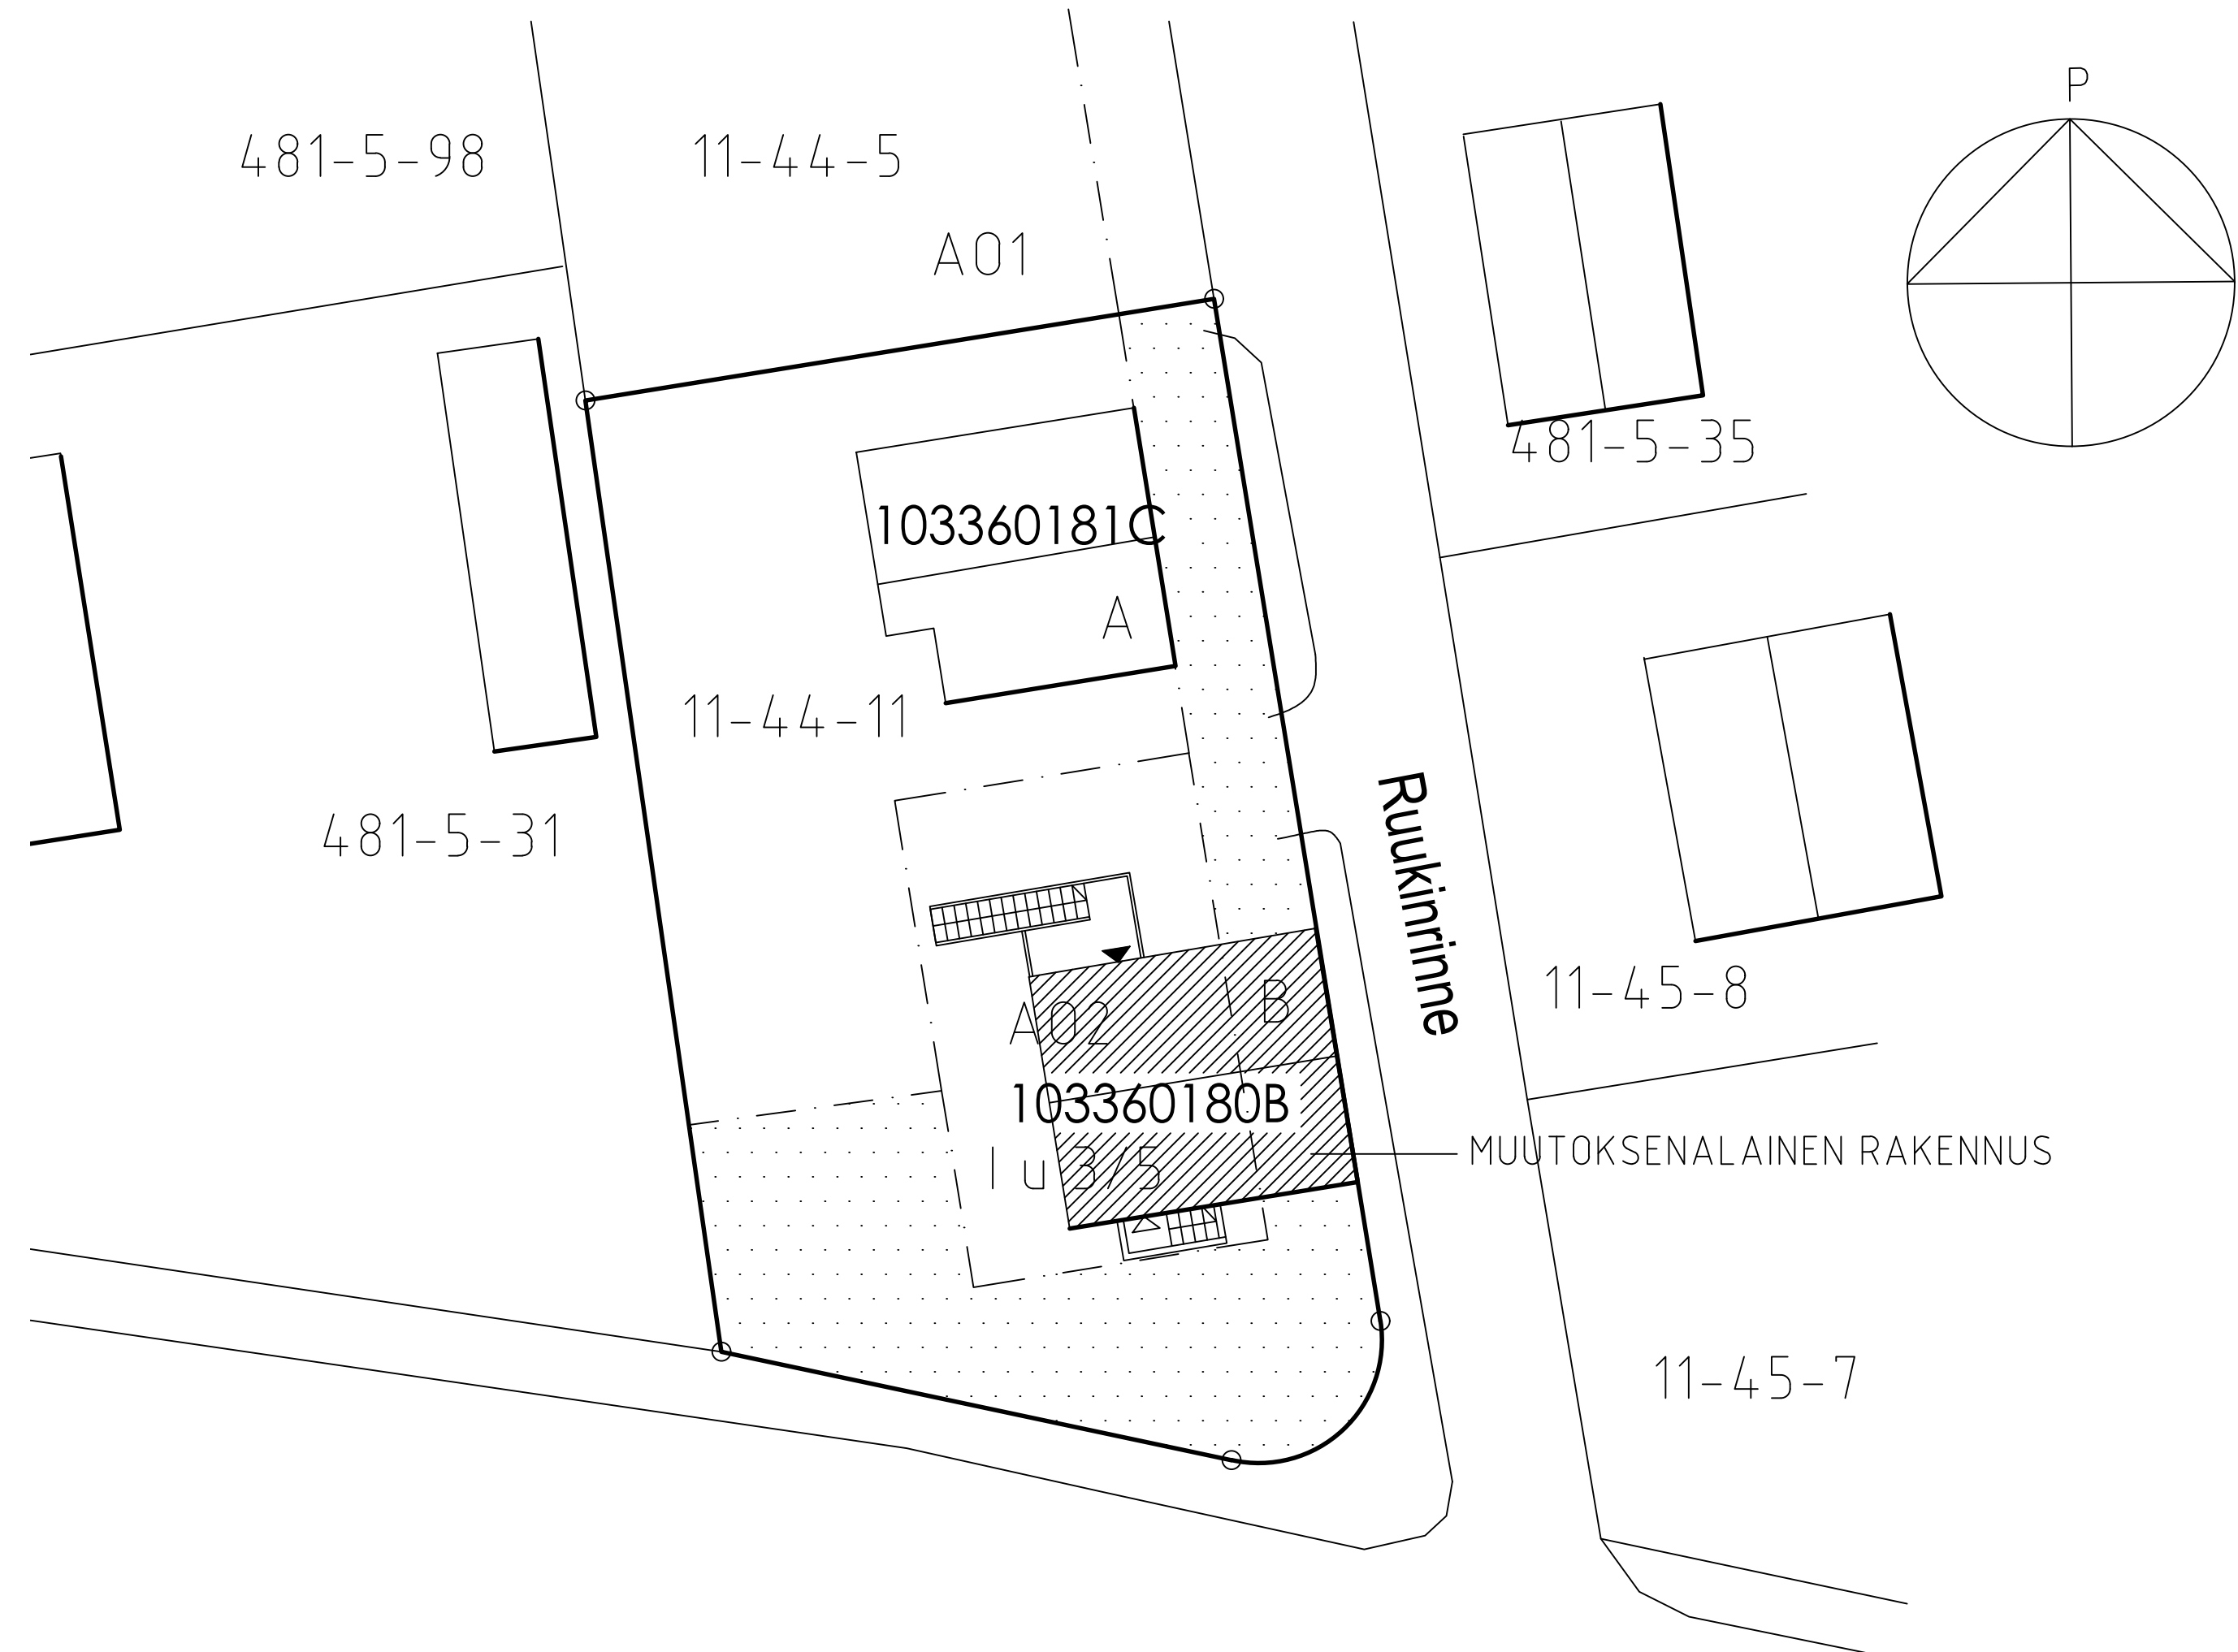 P
481-5-98
11-44-5
A01
481-5-35
103360181C
A
11-44-11
481-5-31
Ruukinrinne
11-45-8
B
A02
103360180B
lu3/5
MUUTOKSENALAINEN RAKENNUS
11-45-7